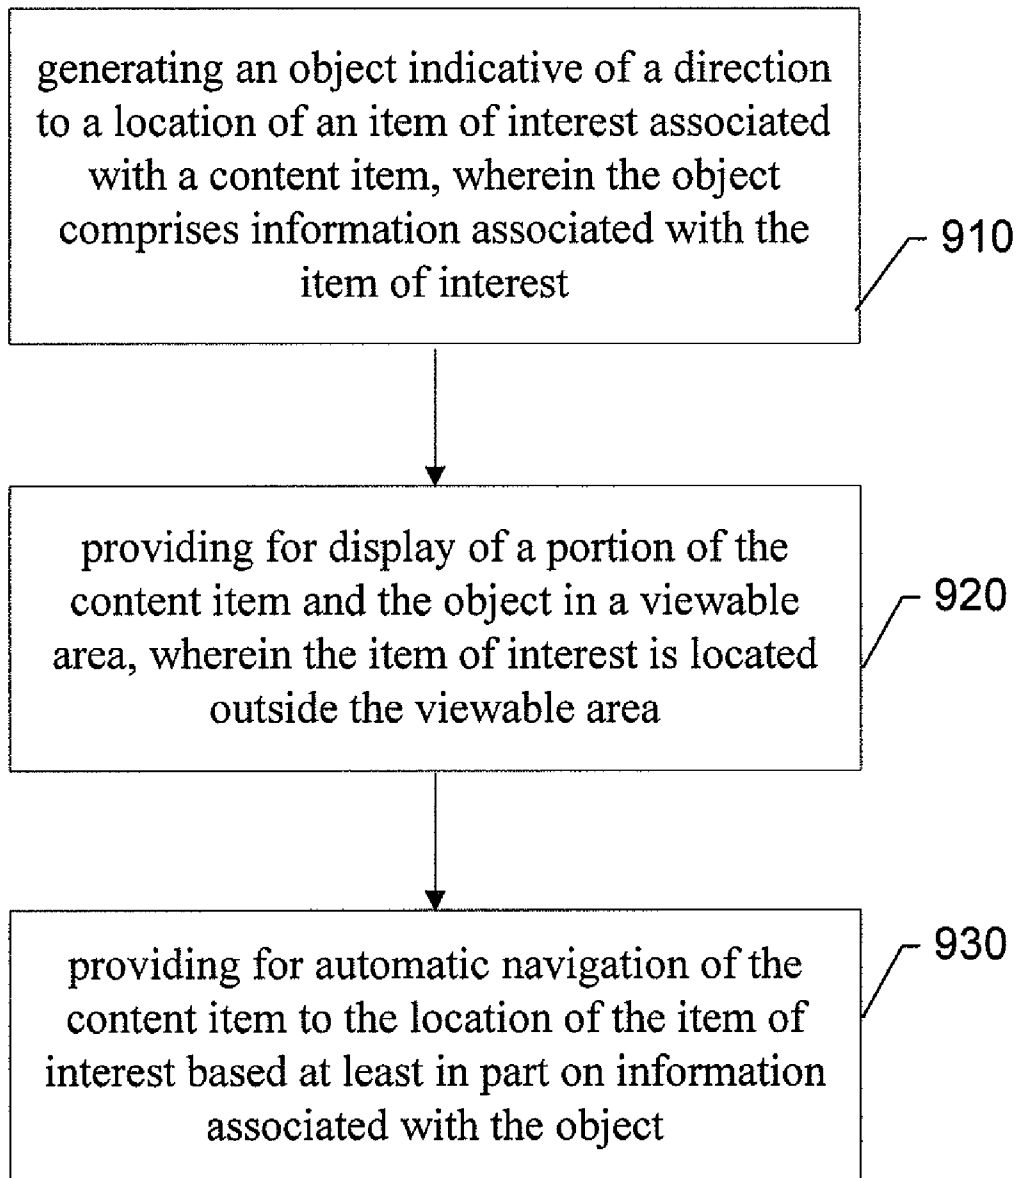 generating an object indicative of a direction
to a location of an item of interest associated
with a content item, wherein the object
comprises information associated with the
item of interest
910
providing for display of a portion of the
content item and the object in a viewable
area, wherein the item of interest is located
outside the viewable area
920
providing for automatic navigation of the
content item to the location of the item of
interest based at least in part on information
associated with the object
930